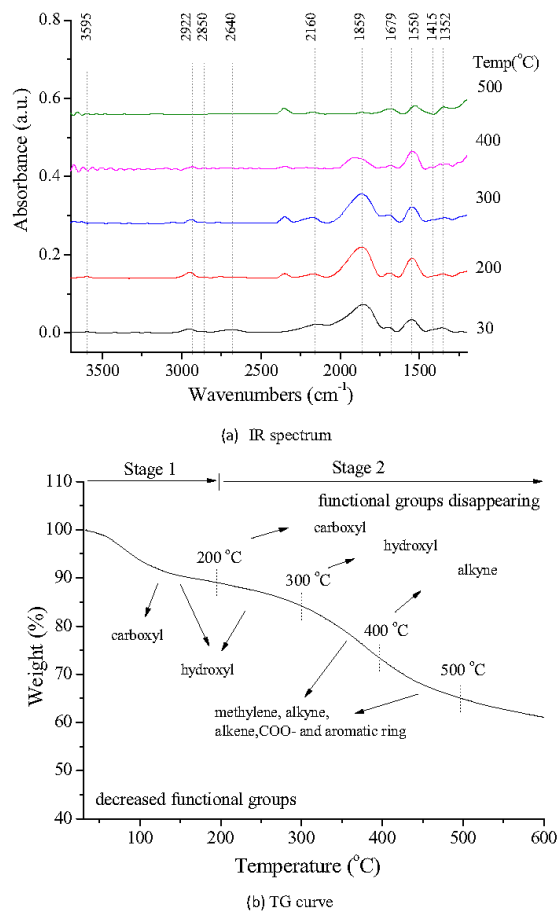 3595
2922
2850
2640
2160
1859
1679
1550
1415
1352
0.8
0.6
0.4
0.2
0.0
Absorbance (a.u.)
Temp(°C)
500
400
300
200
30
3500 3000 2500 2000 1500
Wavenumbers (cm⁻¹)
(a) IR spectrum
110
100
90
80
70
60
50
40
Weight (%)
Stage 1
Stage 2
functional groups disappearing
carboxyl
hydroxyl
alkyne
200 °C
300 °C
400 °C
500 °C
carboxyl
hydroxyl
methylene, alkyne,
alkene,COO- and aromatic ring
decreased functional groups
100 200 300 400 500 600
Temperature (°C)
(b) TG curve